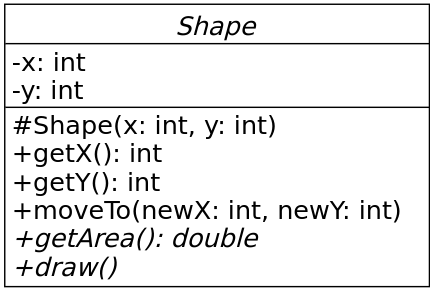 Shape
-x: int
-y: int
#Shape(x: int, y: int)
+getX(): int
+getY(): int
+moveTo(newX: int, newY: int)
+getArea(): double
+draw()